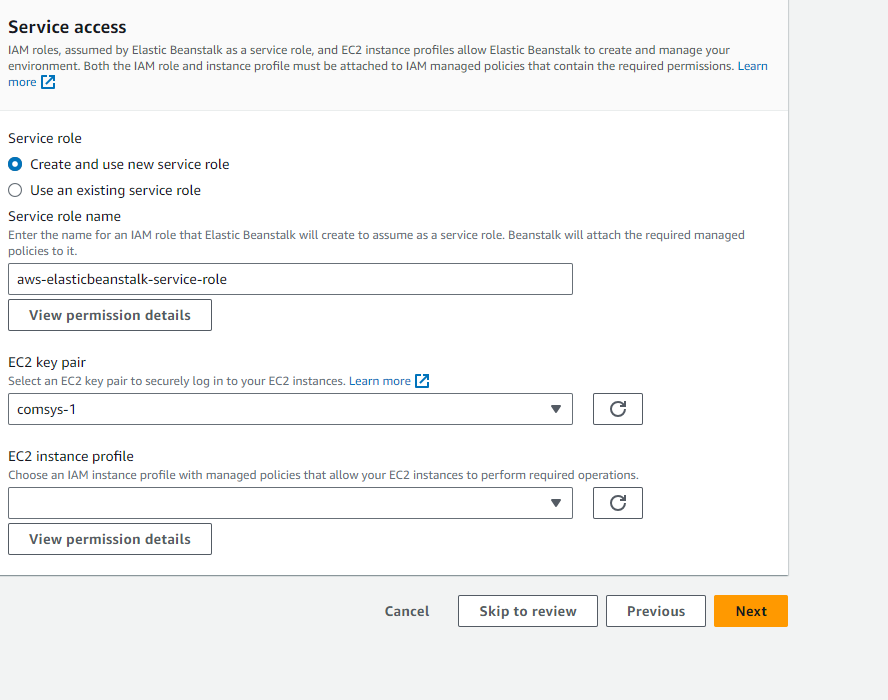 Service access
IAM roles, assumed by Elastic Beanstalk as a service role, and EC2 instance profiles allow Elastic Beanstalk to create and manage your
environment. Both the IAM role and instance profile must be attached to IAM managed policies that contain the required permissions. Learn
more
Service role
Create and use new service role
Use an existing service role
Service role name
Enter the name for an IAM role that Elastic Beanstalk will create to assume as a service role. Beanstalk will attach the required managed
policies to it.
aws-elasticbeanstalk-service-role
View permission details
EC2 key pair
Select an EC2 key pair to securely log in to your EC2 instances. Learn more
comsys-1
EC2 instance profile
Choose an IAM instance profile with managed policies that allow your EC2 instances to perform required operations.
View permission details
Cancel Skip to review Previous Next